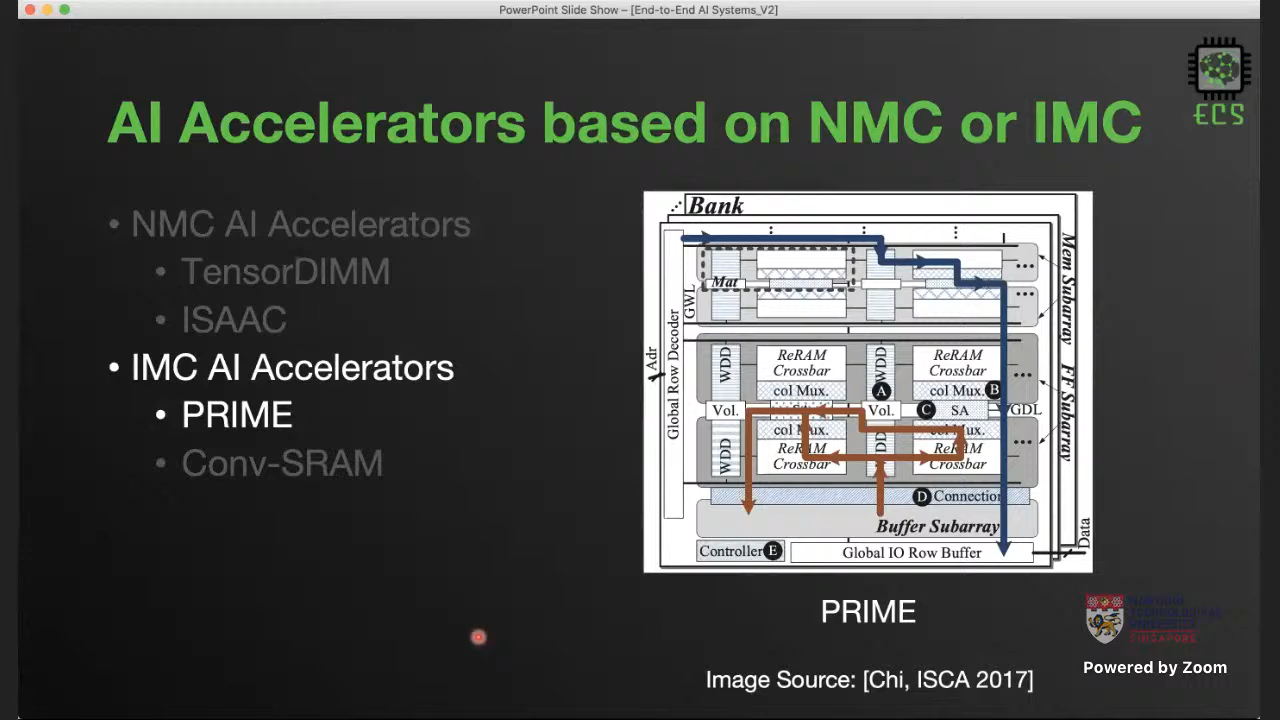 PowerPoint Slide Show – [End-to-End AI Systems_V2]
ECS
AI Accelerators based on NMC or IMC
• NMC AI Accelerators
• TensorDIMM
• ISAAC
• IMC AI Accelerators
• PRIME
• Conv-SRAM
Bank
Mat
GWL
Mem Subarray
Global Row Decoder
Adr
WDD
ReRAM
Crossbar
WDD
ReRAM
Crossbar
col Mux.
A
col Mux.
B
FF Subarray
Vol.
Vol.
C
SA
GDL
col Mux.
WDD
ReRAM
Crossbar
ReRAM
Crossbar
D
Connection
Buffer Subarray
Controller
E
Global IO Row Buffer
Data
PRIME
Image Source: [Chi, ISCA 2017]
NANYANG
TECHNOLOGICAL
UNIVERSITY
SINGAPORE
Powered by Zoom